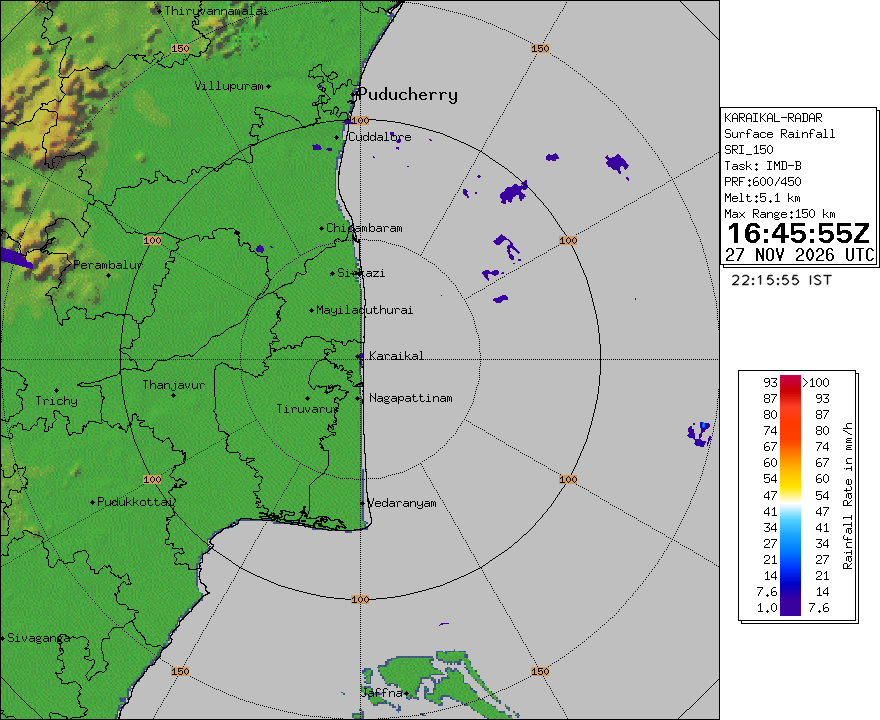 Thiruvannamalai
150
150
Villupuram
Puducherry
100
Cuddalore
Chidambaram
100
100
Perambalur
Sirkazi
Mayiladuthurai
Karaikal
Thanjavur
Trichy
Tiruvarur
Nagapattinam
100
100
Pudukkottai
Vedaranyam
100
Sivaganga
150
150
Jaffna
KARAIKAL-RADAR
Surface Rainfall
SRI_150
Task: IMD-B
PRF:600/450
Melt:5.1 km
Max Range:150 km
16:45:55Z
27 NOV 2026 UTC
22:15:55 IST
93 >100
87 93
80 87
74 80
67 74
60 67
54 60
47 54
41 47
34 41
27 34
21 27
14 21
7.6 14
1.0 7.6
Rainfall Rate in mm/h